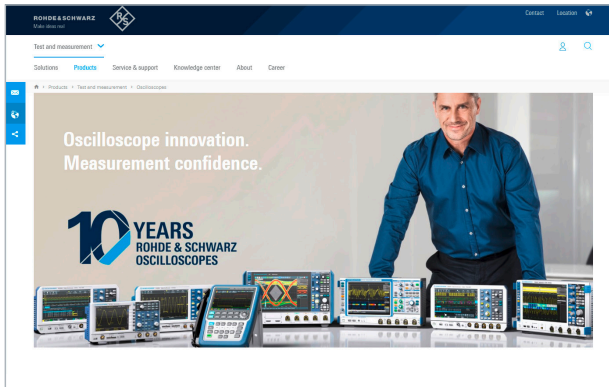 ROHDE&SCHWARZ
Make ideas real
R&S
Contact Location
Test and measurement
Solutions Products Service & support Knowledge center About Career
Products > Test and measurement > Oscilloscopes
Oscilloscope innovation.
Measurement confidence.
10 YEARS
ROHDE & SCHWARZ
OSCILLOSCOPES